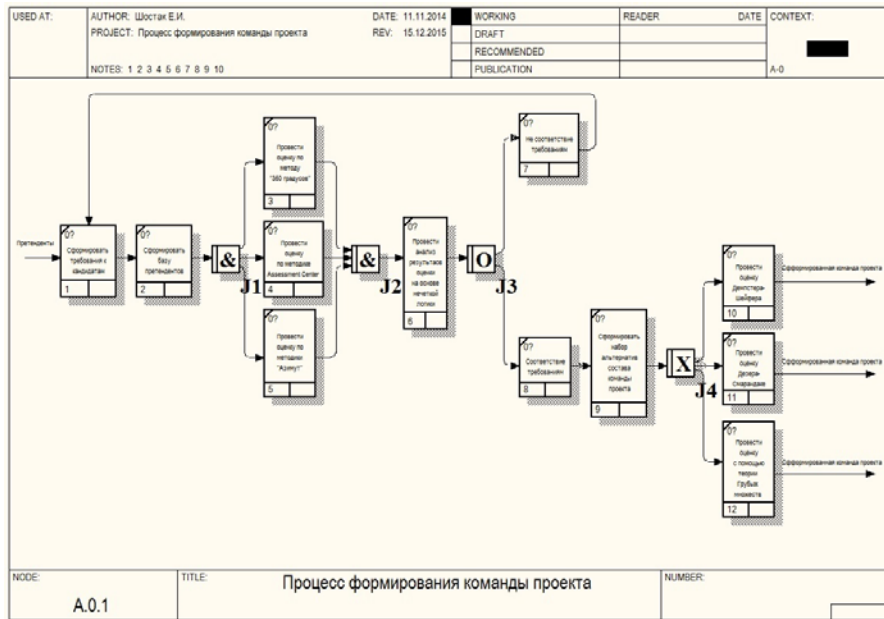 USED AT:
AUTHOR: Шостак Е.И.
DATE: 11.11.2014
PROJECT: Процесс формирования команды проекта
REV: 15.12.2015
NOTES: 1 2 3 4 5 6 7 8 9 10
WORKING
DRAFT
RECOMMENDED
PUBLICATION
READER
DATE
CONTEXT:
A-0
Претенденты
0?
Сформировать
требования к
кандидатам
1
0?
Сформировать
базу
претендентов
2
&
J1
0?
Провести
оценку по
методу
"360 градусов"
3
0?
Провести
оценку
по методике
Assessment Center
4
0?
Провести
оценку по
методики
"Азимут"
5
&
J2
0?
Провести
анализ
результаов
оценки
на основе
нечеткой
логики
6
O
J3
0?
Не соответствие
требованиям
7
0?
Соответствие
требованиям
8
0?
Сформировать
набор
альтернатив
состава
команды
проекта
9
X
J4
0?
Провести
оценку
Демпстера-
Шейфера
10
Сфформированная команда проекта
0?
Провести
оценку
Дезера-
Смарандаке
11
Сфформированная команда проекта
0?
Провести
оценку
с помощью
теории
Грубых
множеств
12
Сфформированная команда проекта
NODE:
A.0.1
TITLE:
Процесс формирования команды проекта
NUMBER: